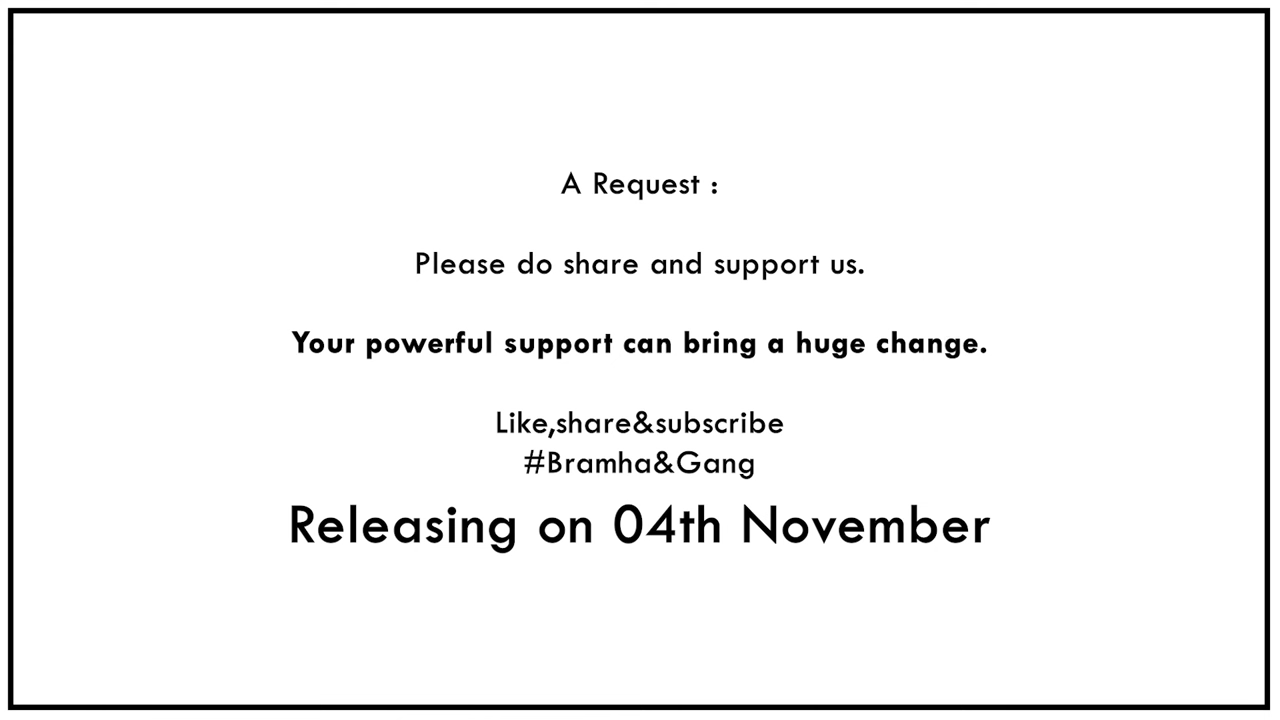 A Request :
Please do share and support us.
Your powerful support can bring a huge change.
Like,share&subscribe
#Bramha&Gang
Releasing on 04th November